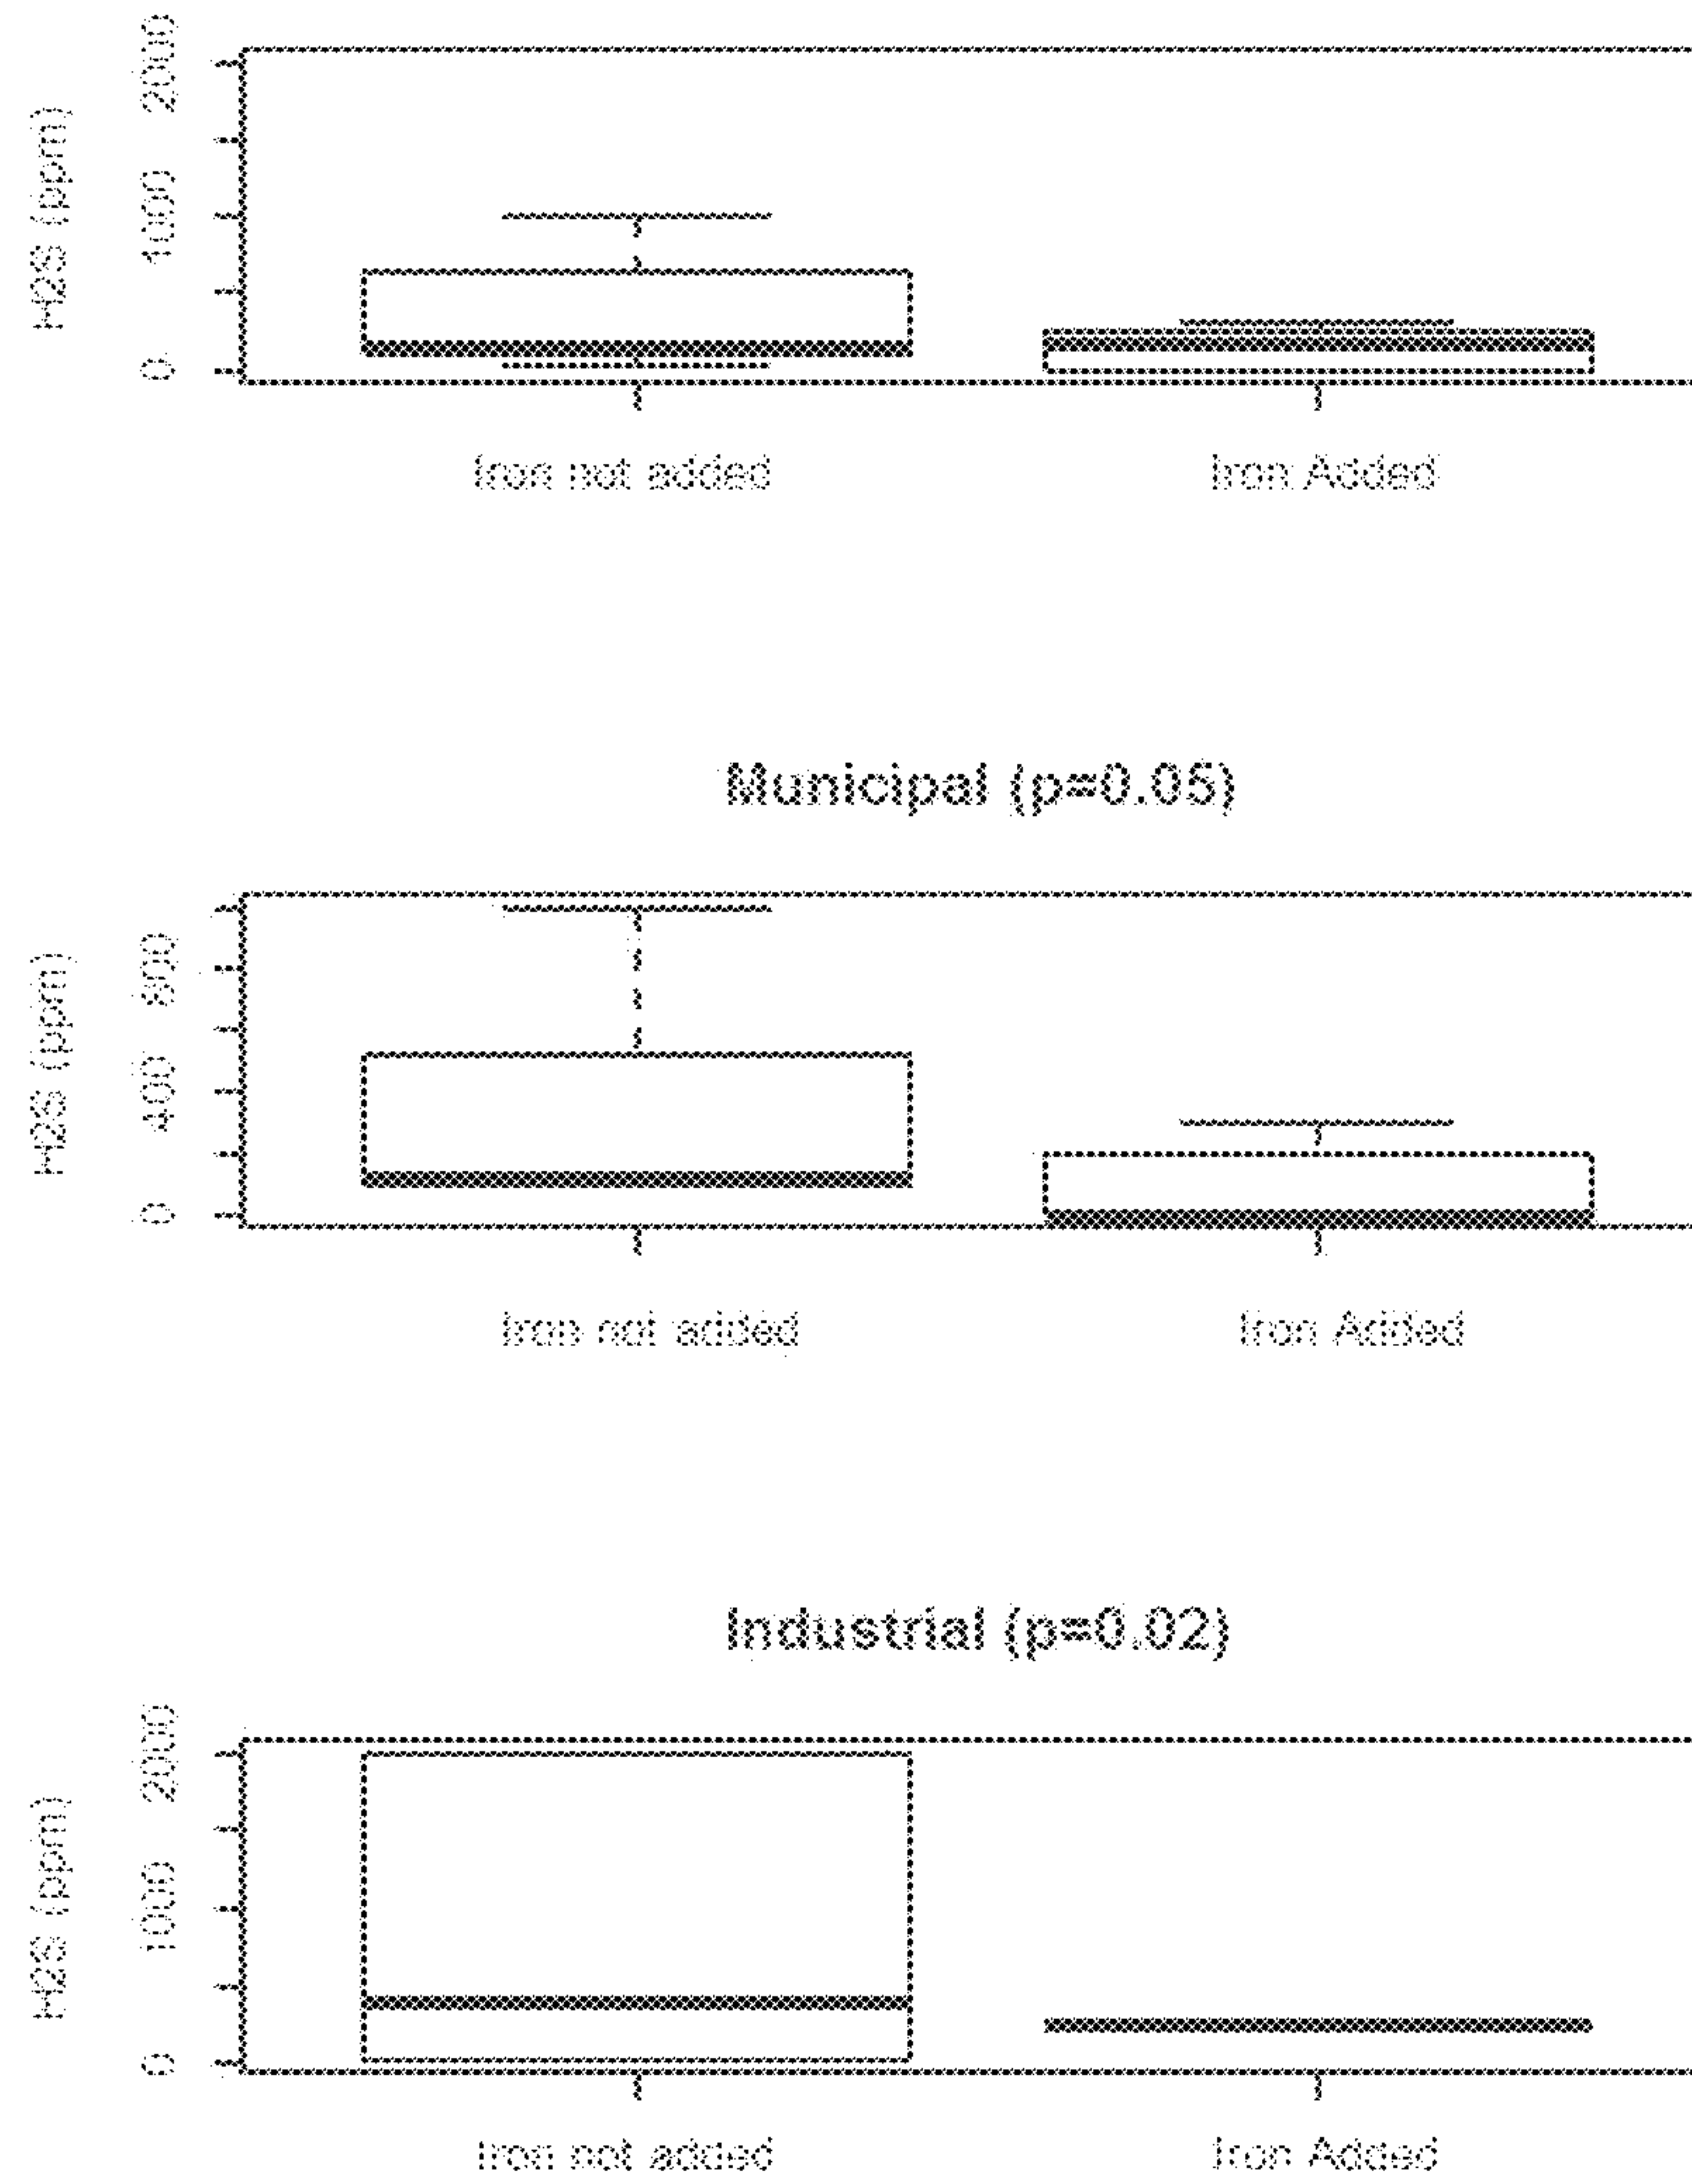 H2S (ppm)
2000
1000
0
Iron not added
Iron Added
Municipal (p=0.05)
H2S (ppm)
800
400
0
Iron not added
Iron Added
Industrial (p=0.02)
H2S (ppm)
2000
1000
0
Iron not added
Iron Added